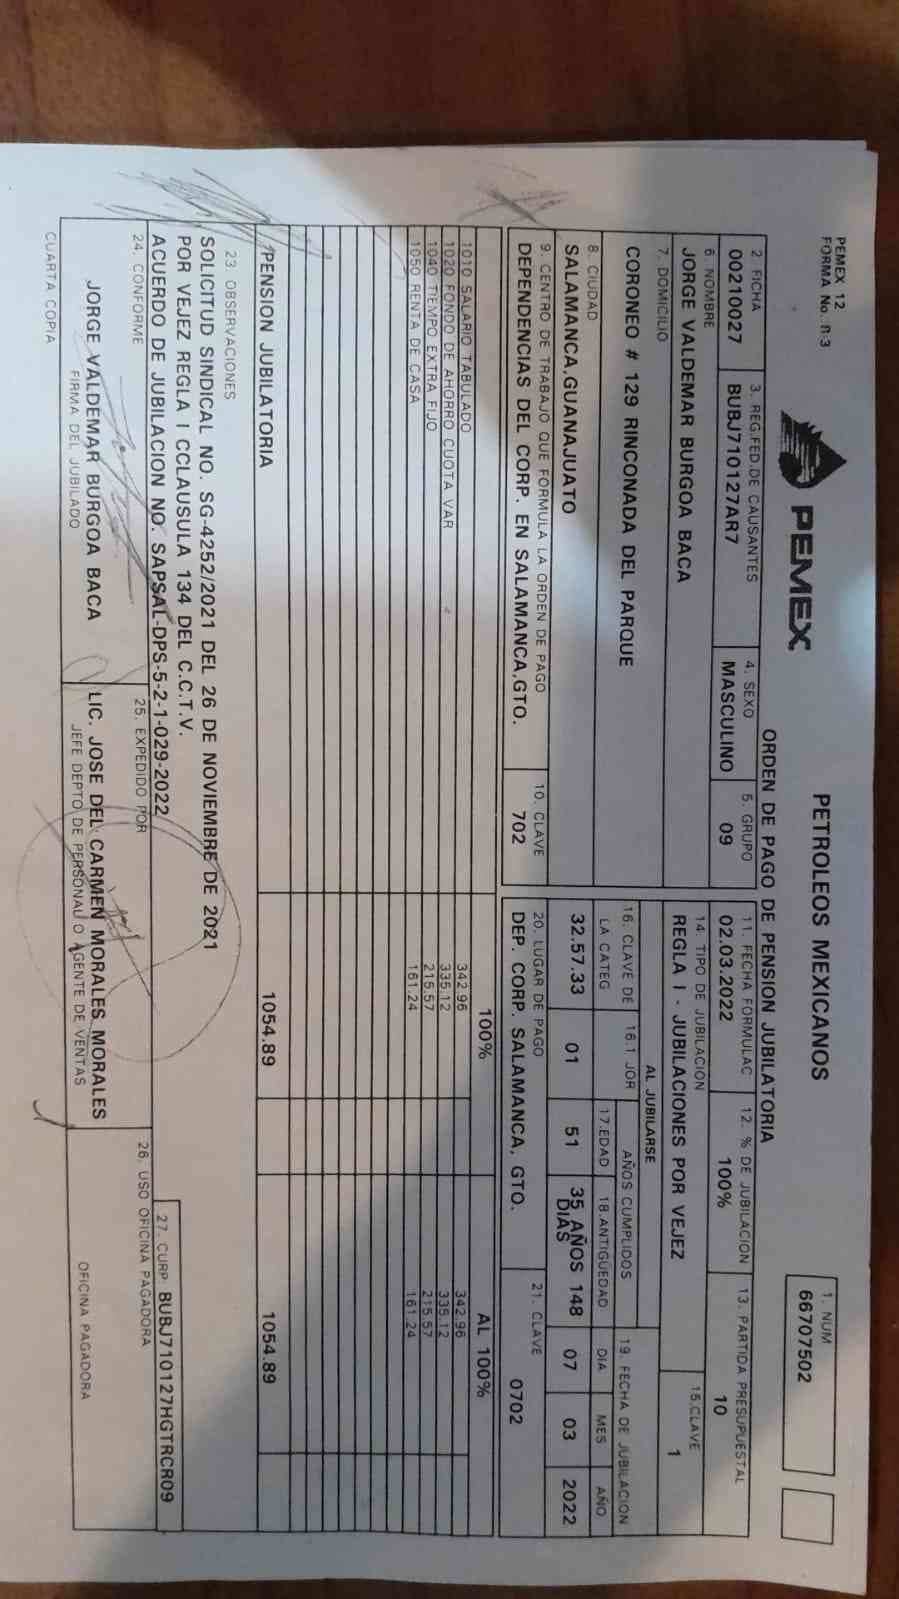 PEMEX 12
FORMA No. II-3
PEMEX
PETROLEOS MEXICANOS
1. NUM
66707502
ORDEN DE PAGO DE PENSION JUBILATORIA
2. FICHA
00210027
3. REG.FED.DE CAUSANTES
BUBJ710127AR7
4. SEXO
MASCULINO
5. GRUPO
09
11. FECHA FORMULAC
02.03.2022
12. % DE JUBILACION
100%
13. PARTIDA PRESUPUESTAL
10
6 NOMBRE
JORGE VALDEMAR BURGOA BACA
14. TIPO DE JUBILACION
REGLA I - JUBILACIONES POR VEJEZ
15.CLAVE
1
7. DOMICILIO
CORONEO # 129 RINCONADA DEL PARQUE
AL JUBILARSE
16. CLAVE DE
LA CATEG
32.57.33
16.1 JOR
01
AÑOS CUMPLIDOS
17.EDAD
51
18.ANTIGUEDAD
35 AÑOS 148
DIAS
19. FECHA DE JUBILACION
DIA
07
MES
03
AÑO
2022
8. CIUDAD
SALAMANCA,GUANAJUATO
9. CENTRO DE TRABAJO QUE FORMULA LA ORDEN DE PAGO
DEPENDENCIAS DEL CORP. EN SALAMANCA,GTO.
10. CLAVE
702
20. LUGAR DE PAGO
DEP. CORP. SALAMANCA, GTO.
21. CLAVE
0702
100%
AL 100%
1010 SALARIO TABULADO 342.96 342.96
1020 FONDO DE AHORRO CUOTA VAR 335.12 335.12
1040 TIEMPO EXTRA FIJO 215.57 215.57
1050 RENTA DE CASA 161.24 161.24
PENSION JUBILATORIA 1054.89 1054.89
23 OBSERVACIONES
SOLICITUD SINDICAL NO. SG-4252/2021 DEL 26 DE NOVIEMBRE DE 2021
POR VEJEZ REGLA I CCLAUSULA 134 DEL C.C.T.V.
ACUERDO DE JUBILACION NO. SAPSAL-DPS-5-2-1-029-2022
27. CURP BUBJ710127HGTRCR09
24. CONFORME
JORGE VALDEMAR BURGOA BACA
FIRMA DEL JUBILADO
25. EXPEDIDO POR
LIC. JOSE DEL CARMEN MORALES MORALES
JEFE DEPTO DE PERSONAL O AGENTE DE VENTAS
26. USO OFICINA PAGADORA
OFICINA PAGADORA
CUARTA COPIA